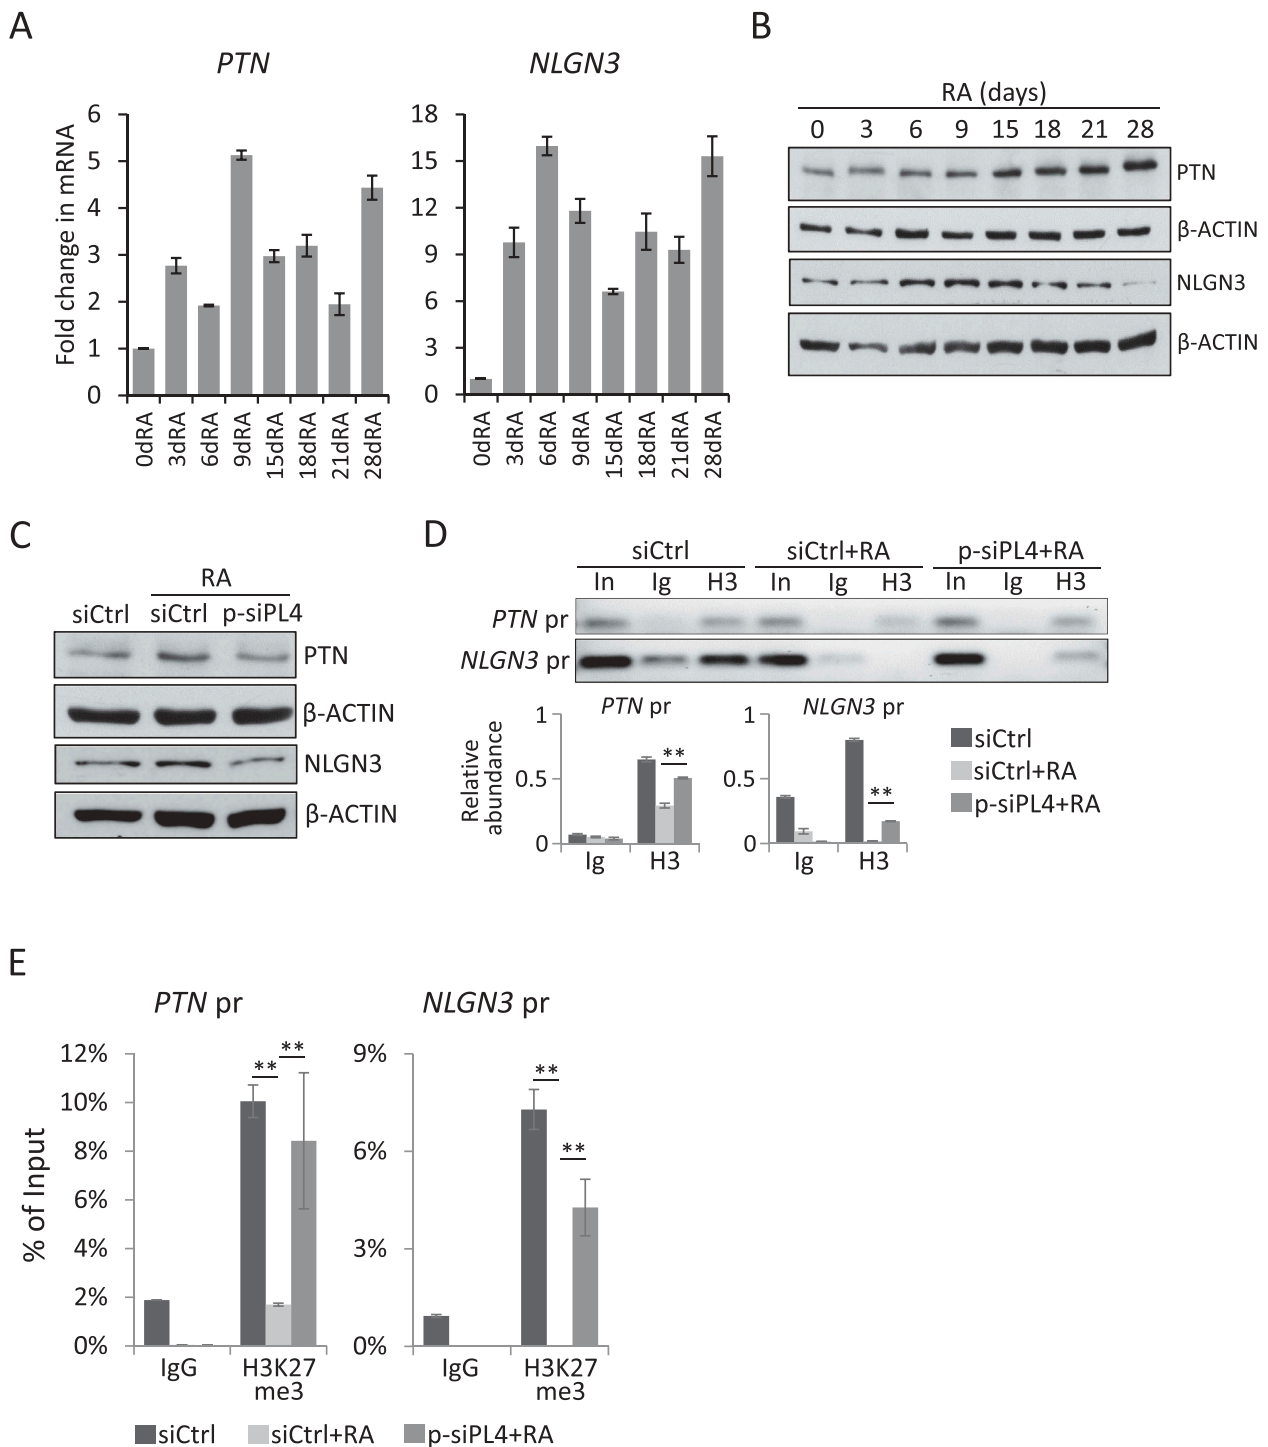 A
PTN
NLGN3
Fold change in mRNA
6
5
4
3
2
1
0
0dRA
3dRA
6dRA
9dRA
15dRA
18dRA
21dRA
28dRA
18
15
12
9
6
3
0
0dRA
3dRA
6dRA
9dRA
15dRA
18dRA
21dRA
28dRA
B
RA (days)
0 3 6 9 15 18 21 28
PTN
β-ACTIN
NLGN3
β-ACTIN
C
RA
siCtrl siCtrl p-siPL4
PTN
β-ACTIN
NLGN3
β-ACTIN
D
siCtrl siCtrl+RA p-siPL4+RA
In Ig H3 In Ig H3 In Ig H3
PTN pr
NLGN3 pr
PTN pr
Relative
abundance
1
0.5
0
**
Ig H3
NLGN3 pr
1
0.5
0
**
Ig H3
siCtrl
siCtrl+RA
p-siPL4+RA
E
PTN pr
% of Input
12%
10%
8%
6%
4%
2%
0%
** **
IgG H3K27
me3
NLGN3 pr
9%
6%
3%
0%
**
**
IgG H3K27
me3
siCtrl siCtrl+RA p-siPL4+RA